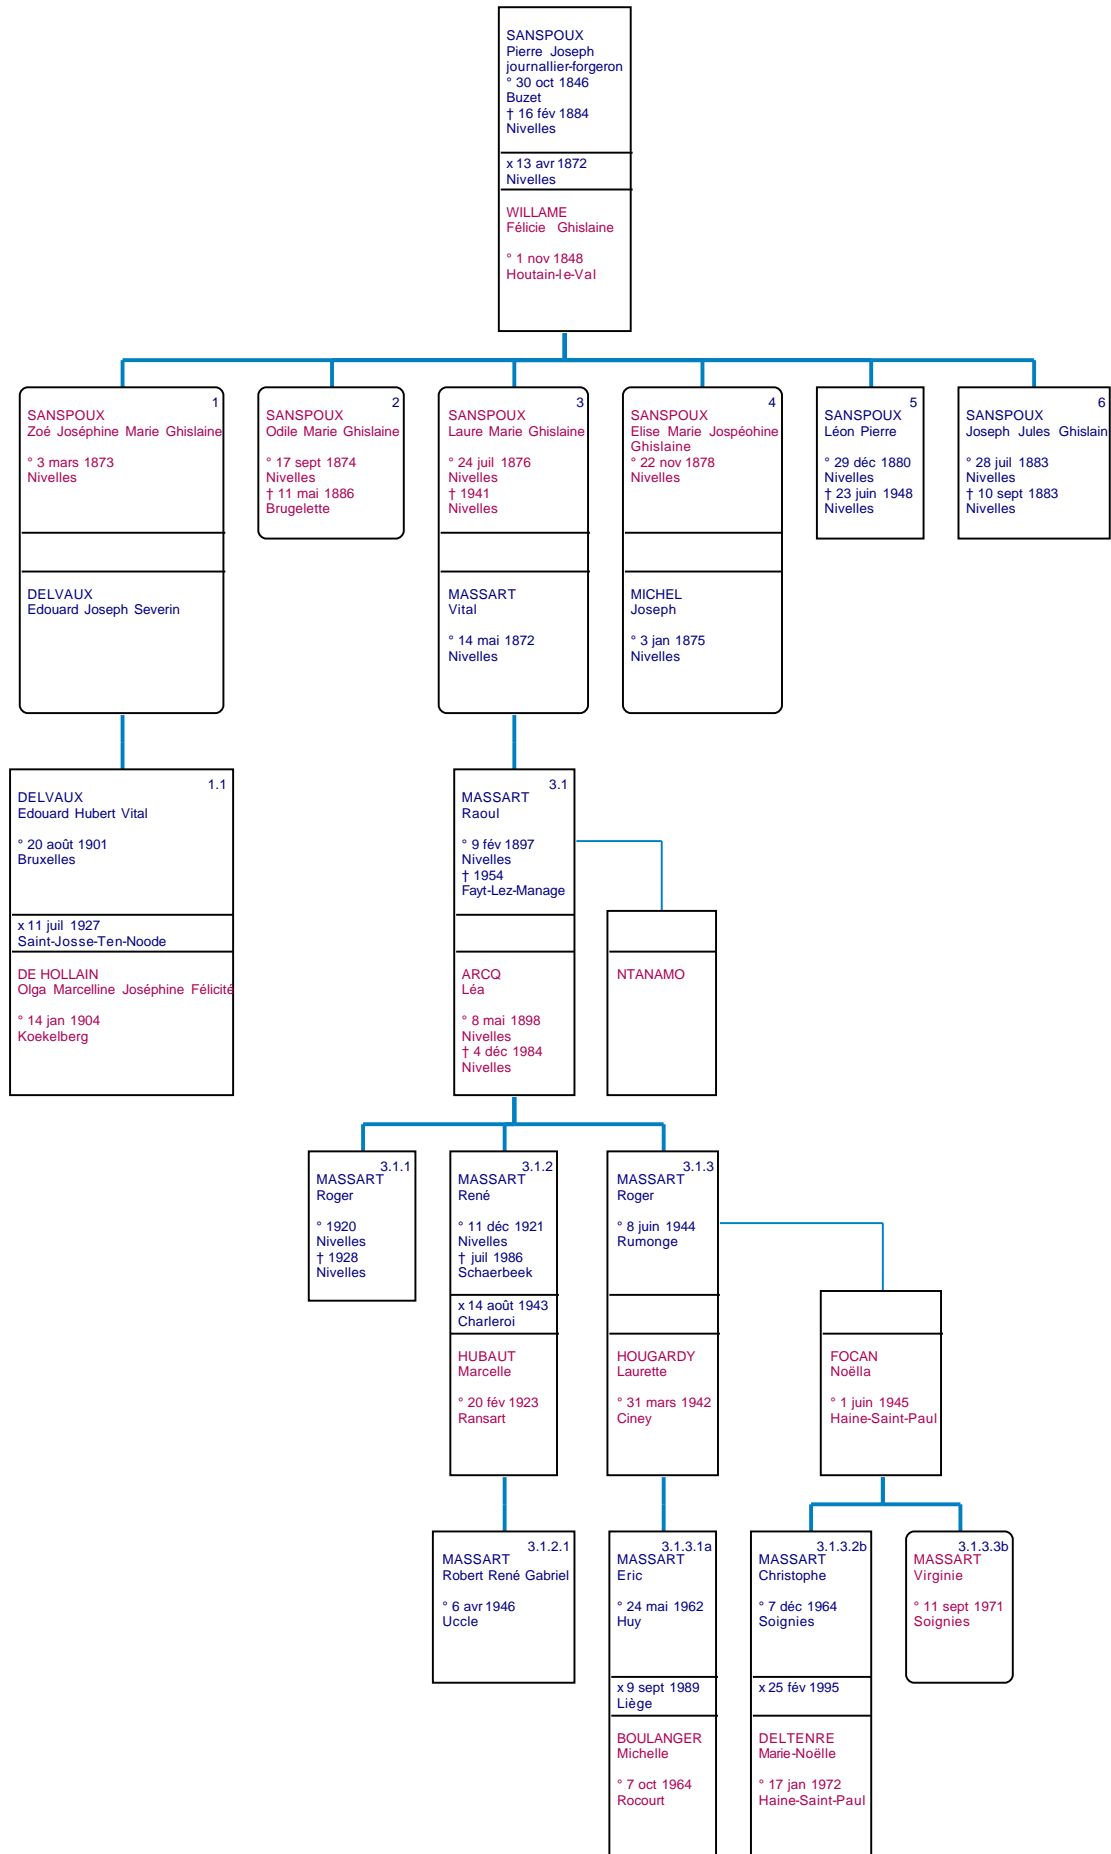 SANSPOUX
Pierre Joseph
journallier-forgeron
° 30 oct 1846
Buzet
† 16 fév 1884
Nivelles
x 13 avr 1872
Nivelles
WILLAME
Félicie Ghislaine
° 1 nov 1848
Houtain-le-Val
1
SANSPOUX
Zoé Joséphine Marie Ghislaine
° 3 mars 1873
Nivelles
DELVAUX
Edouard Joseph Severin
2
SANSPOUX
Odile Marie Ghislaine
° 17 sept 1874
Nivelles
† 11 mai 1886
Brugelette
3
SANSPOUX
Laure Marie Ghislaine
° 24 juil 1876
Nivelles
† 1941
Nivelles
MASSART
Vital
° 14 mai 1872
Nivelles
4
SANSPOUX
Elise Marie Jospéohine
Ghislaine
° 22 nov 1878
Nivelles
MICHEL
Joseph
° 3 jan 1875
Nivelles
5
SANSPOUX
Léon Pierre
° 29 déc 1880
Nivelles
† 23 juin 1948
Nivelles
6
SANSPOUX
Joseph Jules Ghislain
° 28 juil 1883
Nivelles
† 10 sept 1883
Nivelles
1.1
DELVAUX
Edouard Hubert Vital
° 20 août 1901
Bruxelles
x 11 juil 1927
Saint-Josse-Ten-Noode
DE HOLLAIN
Olga Marcelline Joséphine Félicité
° 14 jan 1904
Koekelberg
3.1
MASSART
Raoul
° 9 fév 1897
Nivelles
† 1954
Fayt-Lez-Manage
ARCQ
Léa
° 8 mai 1898
Nivelles
† 4 déc 1984
Nivelles
NTANAMO
3.1.1
MASSART
Roger
° 1920
Nivelles
† 1928
Nivelles
3.1.2
MASSART
René
° 11 déc 1921
Nivelles
† juil 1986
Schaerbeek
x 14 août 1943
Charleroi
HUBAUT
Marcelle
° 20 fév 1923
Ransart
3.1.3
MASSART
Roger
° 8 juin 1944
Rumonge
HOUGARDY
Laurette
° 31 mars 1942
Ciney
FOCAN
Noëlla
° 1 juin 1945
Haine-Saint-Paul
3.1.2.1
MASSART
Robert René Gabriel
° 6 avr 1946
Uccle
3.1.3.1a
MASSART
Eric
° 24 mai 1962
Huy
x 9 sept 1989
Liège
BOULANGER
Michelle
° 7 oct 1964
Rocourt
3.1.3.2b
MASSART
Christophe
° 7 déc 1964
Soignies
x 25 fév 1995
DELTENRE
Marie-Noëlle
° 17 jan 1972
Haine-Saint-Paul
3.1.3.3b
MASSART
Virginie
° 11 sept 1971
Soignies